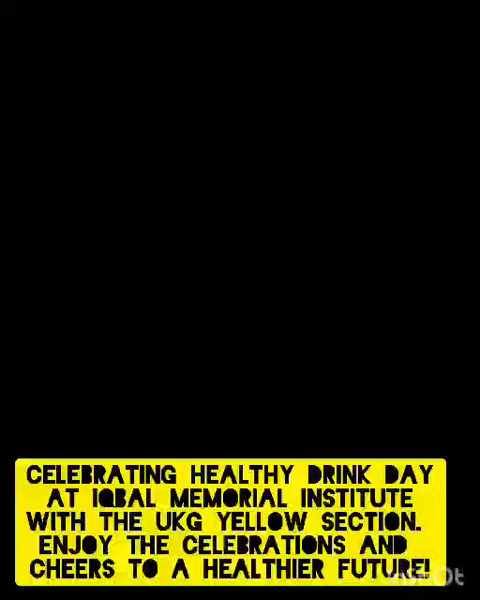 CELEBRATING HEALTHY DRINK DAY
AT IQBAL MEMORIAL INSTITUTE
WITH THE UKG YELLOW SECTION.
ENJOY THE CELEBRATIONS AND
CHEERS TO A HEALTHIER FUTURE!